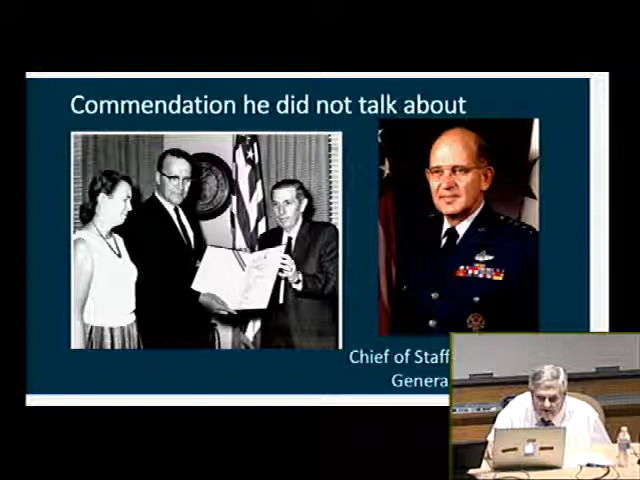 Commendation he did not talk about
Chief of Staff
Genera